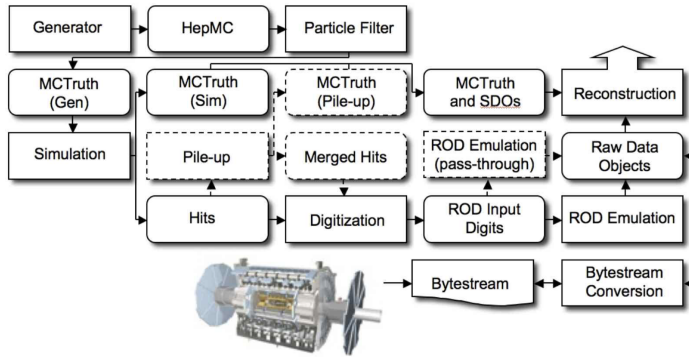 Generator
HepMC
Particle Filter
MCTruth
(Gen)
MCTruth
(Sim)
MCTruth
(Pile-up)
MCTruth
and SDOs
Reconstruction
Simulation
Pile-up
Merged Hits
ROD Emulation
(pass-through)
Raw Data
Objects
Hits
Digitization
ROD Input
Digits
ROD Emulation
Bytestream
Bytestream
Conversion